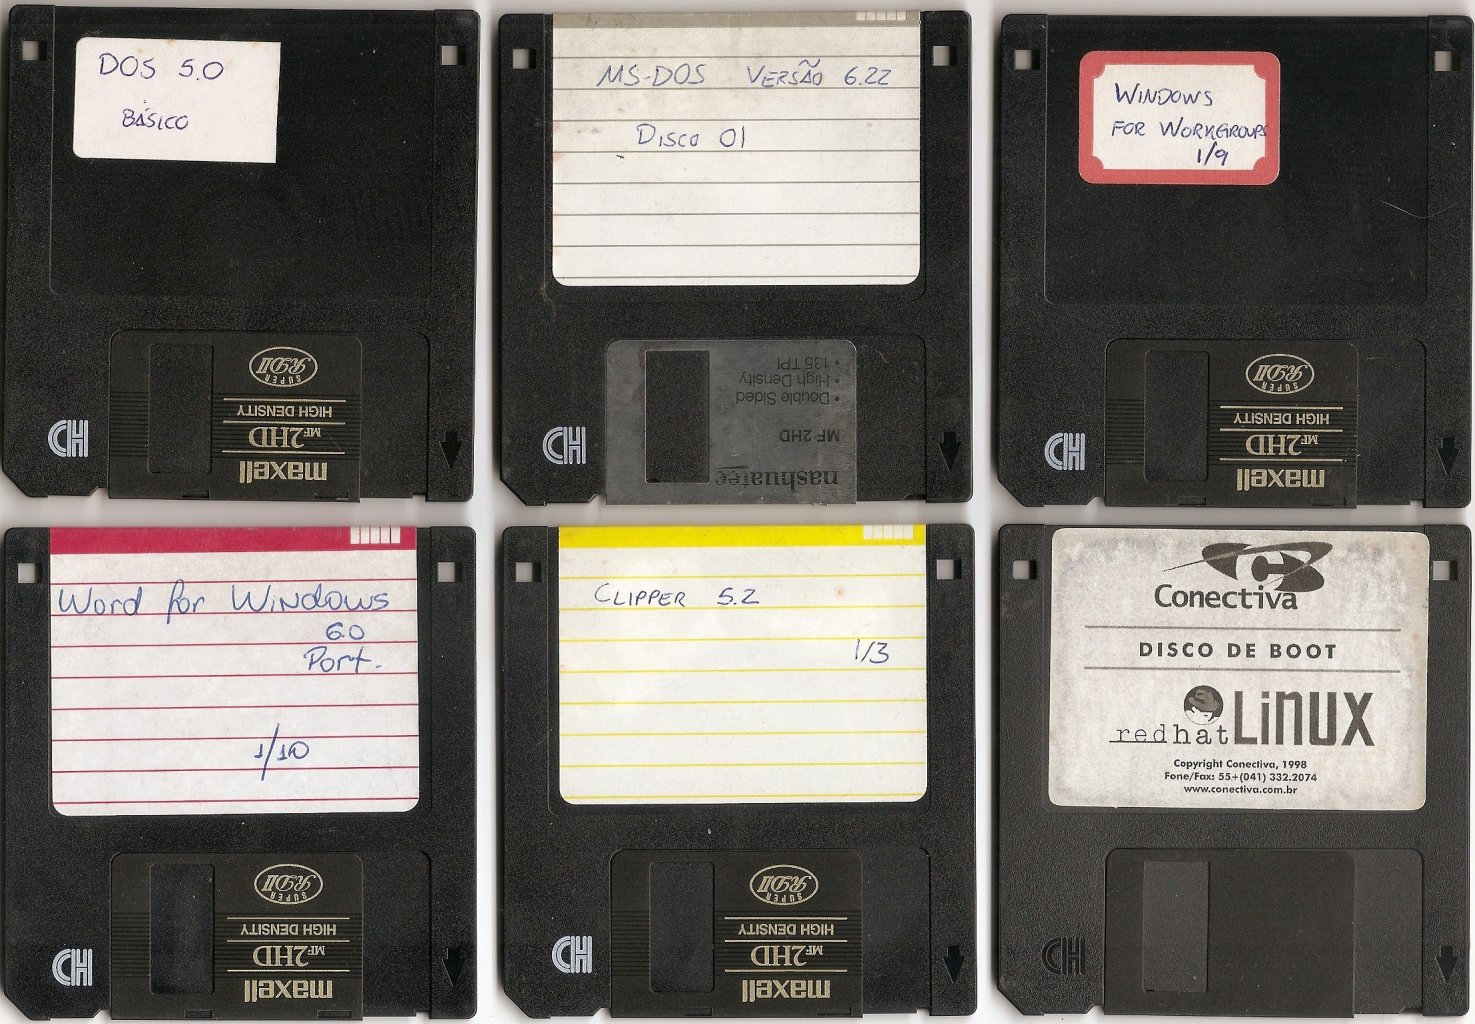 DOS 5.0
BÁSICO
SUPER
RDII
HIGH DENSITY
MF 2HD
maxell
MS-DOS VERSÃO 6.22
DISCO 01
• 135 TPI
• High Density
• Double Sided
MF 2HD
nashuatec
WINDOWS
FOR WORKGROUPS
1/9
SUPER
RDII
HIGH DENSITY
MF 2HD
maxell
Word for WINDOWS
6.0
Port.
1/10
SUPER
RDII
HIGH DENSITY
MF 2HD
maxell
CLIPPER 5.2
1/3
SUPER
RDII
HIGH DENSITY
MF 2HD
maxell
Conectiva
DISCO DE BOOT
redhat LiNUX
Copyright Conectiva, 1998
Fone/Fax: 55+(041) 332.2074
www.conectiva.com.br